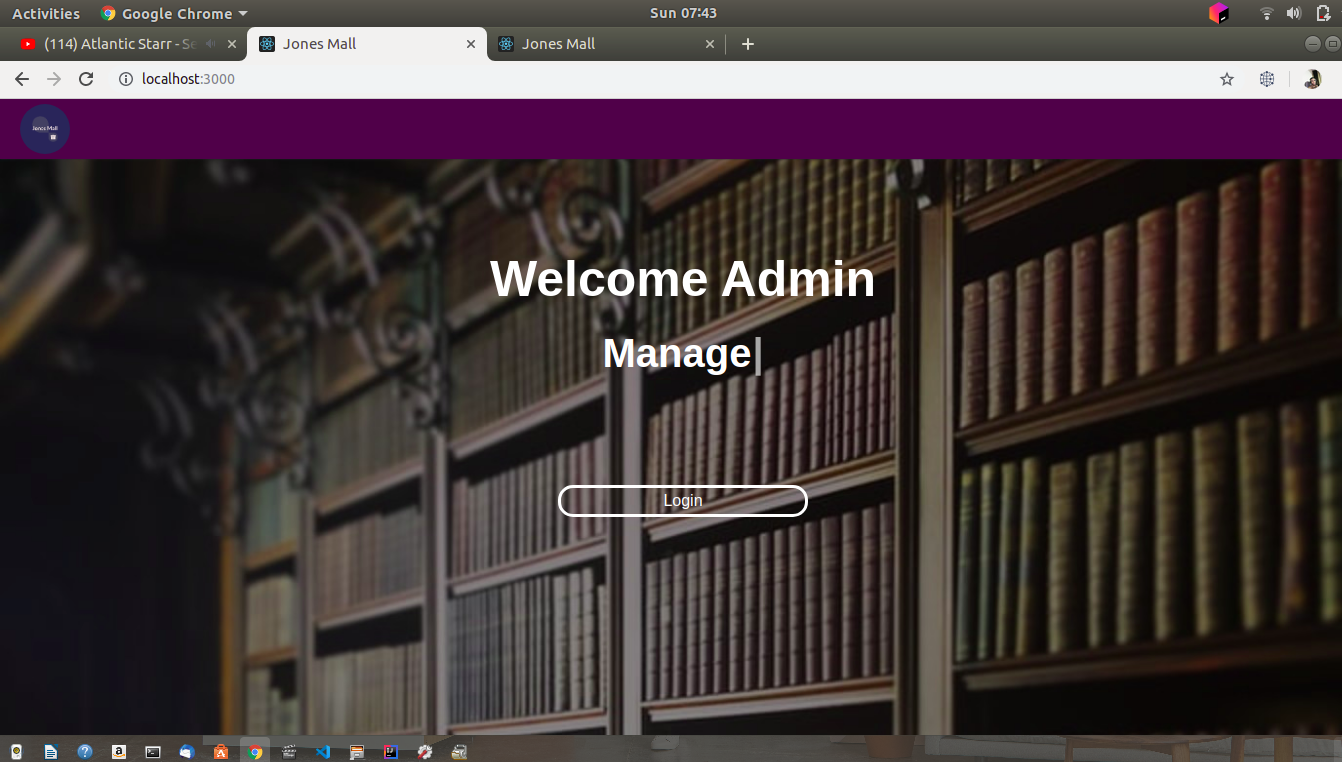 Activities
Google Chrome
Sun 07:43
(114) Atlantic Starr - Se
Jones Mall
Jones Mall
localhost:3000
Jones Mall
Welcome Admin
Manage
Login